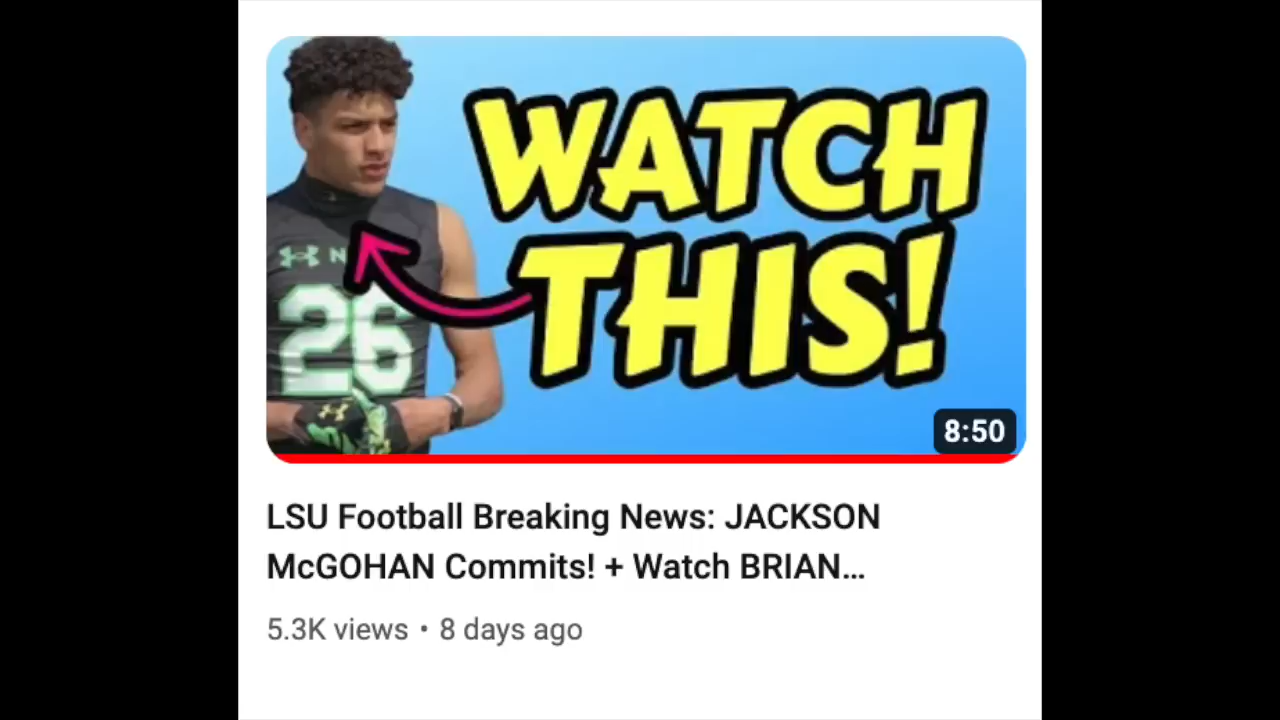 WATCH
THIS!
N
26
8:50
LSU Football Breaking News: JACKSON
McGOHAN Commits! + Watch BRIAN…
5.3K views • 8 days ago